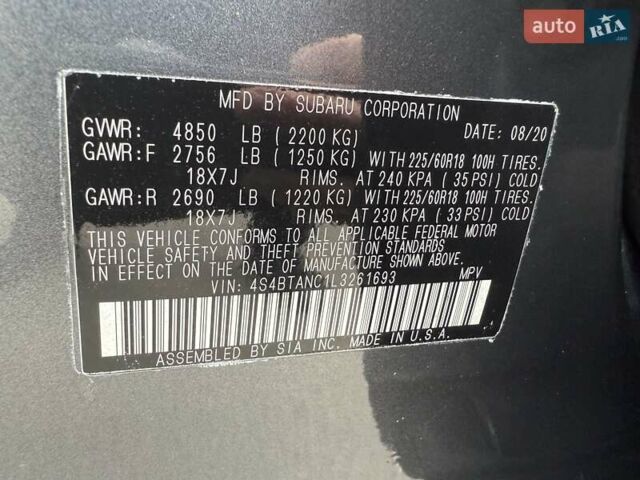 auto RIA.com
MFD BY SUBARU CORPORATION
GVWR: 4850 LB (2200 KG) DATE: 08/20
GAWR:F 2756 LB (1250 KG) WITH 225/60R18 100H TIRES.
18X7J RIMS. AT 240 KPA (35 PSI) COLD
GAWR:R 2690 LB (1220 KG) WITH 225/60R18 100H TIRES.
18X7J RIMS. AT 230 KPA (33 PSI) COLD
THIS VEHICLE CONFORMS TO ALL APPLICABLE FEDERAL MOTOR
VEHICLE SAFETY AND THEFT PREVENTION STANDARDS
IN EFFECT ON THE DATE OF MANUFACTURE SHOWN ABOVE.
VIN: 4S4BTANC1L3261693 MPV
ASSEMBLED BY SIA INC. MADE IN U.S.A.